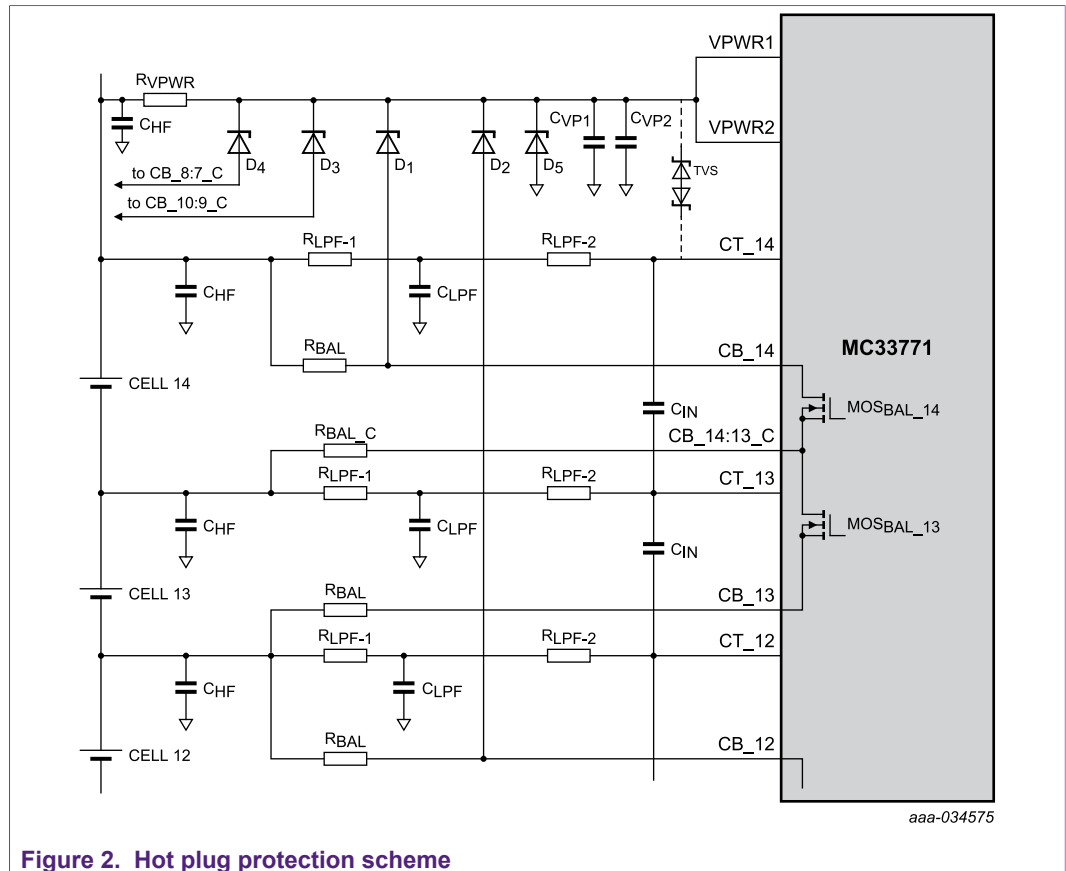 VPWR1
RVPWR
CHF
D4
D3
D1
D2
D5
CVP1
CVP2
VPWR2
TVS
to CB_8:7_C
to CB_10:9_C
RLPF-1
RLPF-2
CT_14
CHF
CLPF
RBAL
CB_14
MC33771
CELL 14
CIN
MOSBAL_14
RBAL_C
CB_14:13_C
RLPF-1
RLPF-2
CT_13
CHF
CLPF
MOSBAL_13
CIN
CELL 13
RBAL
CB_13
RLPF-1
RLPF-2
CT_12
CHF
CLPF
RBAL
CB_12
CELL 12
aaa-034575
Figure 2. Hot plug protection scheme